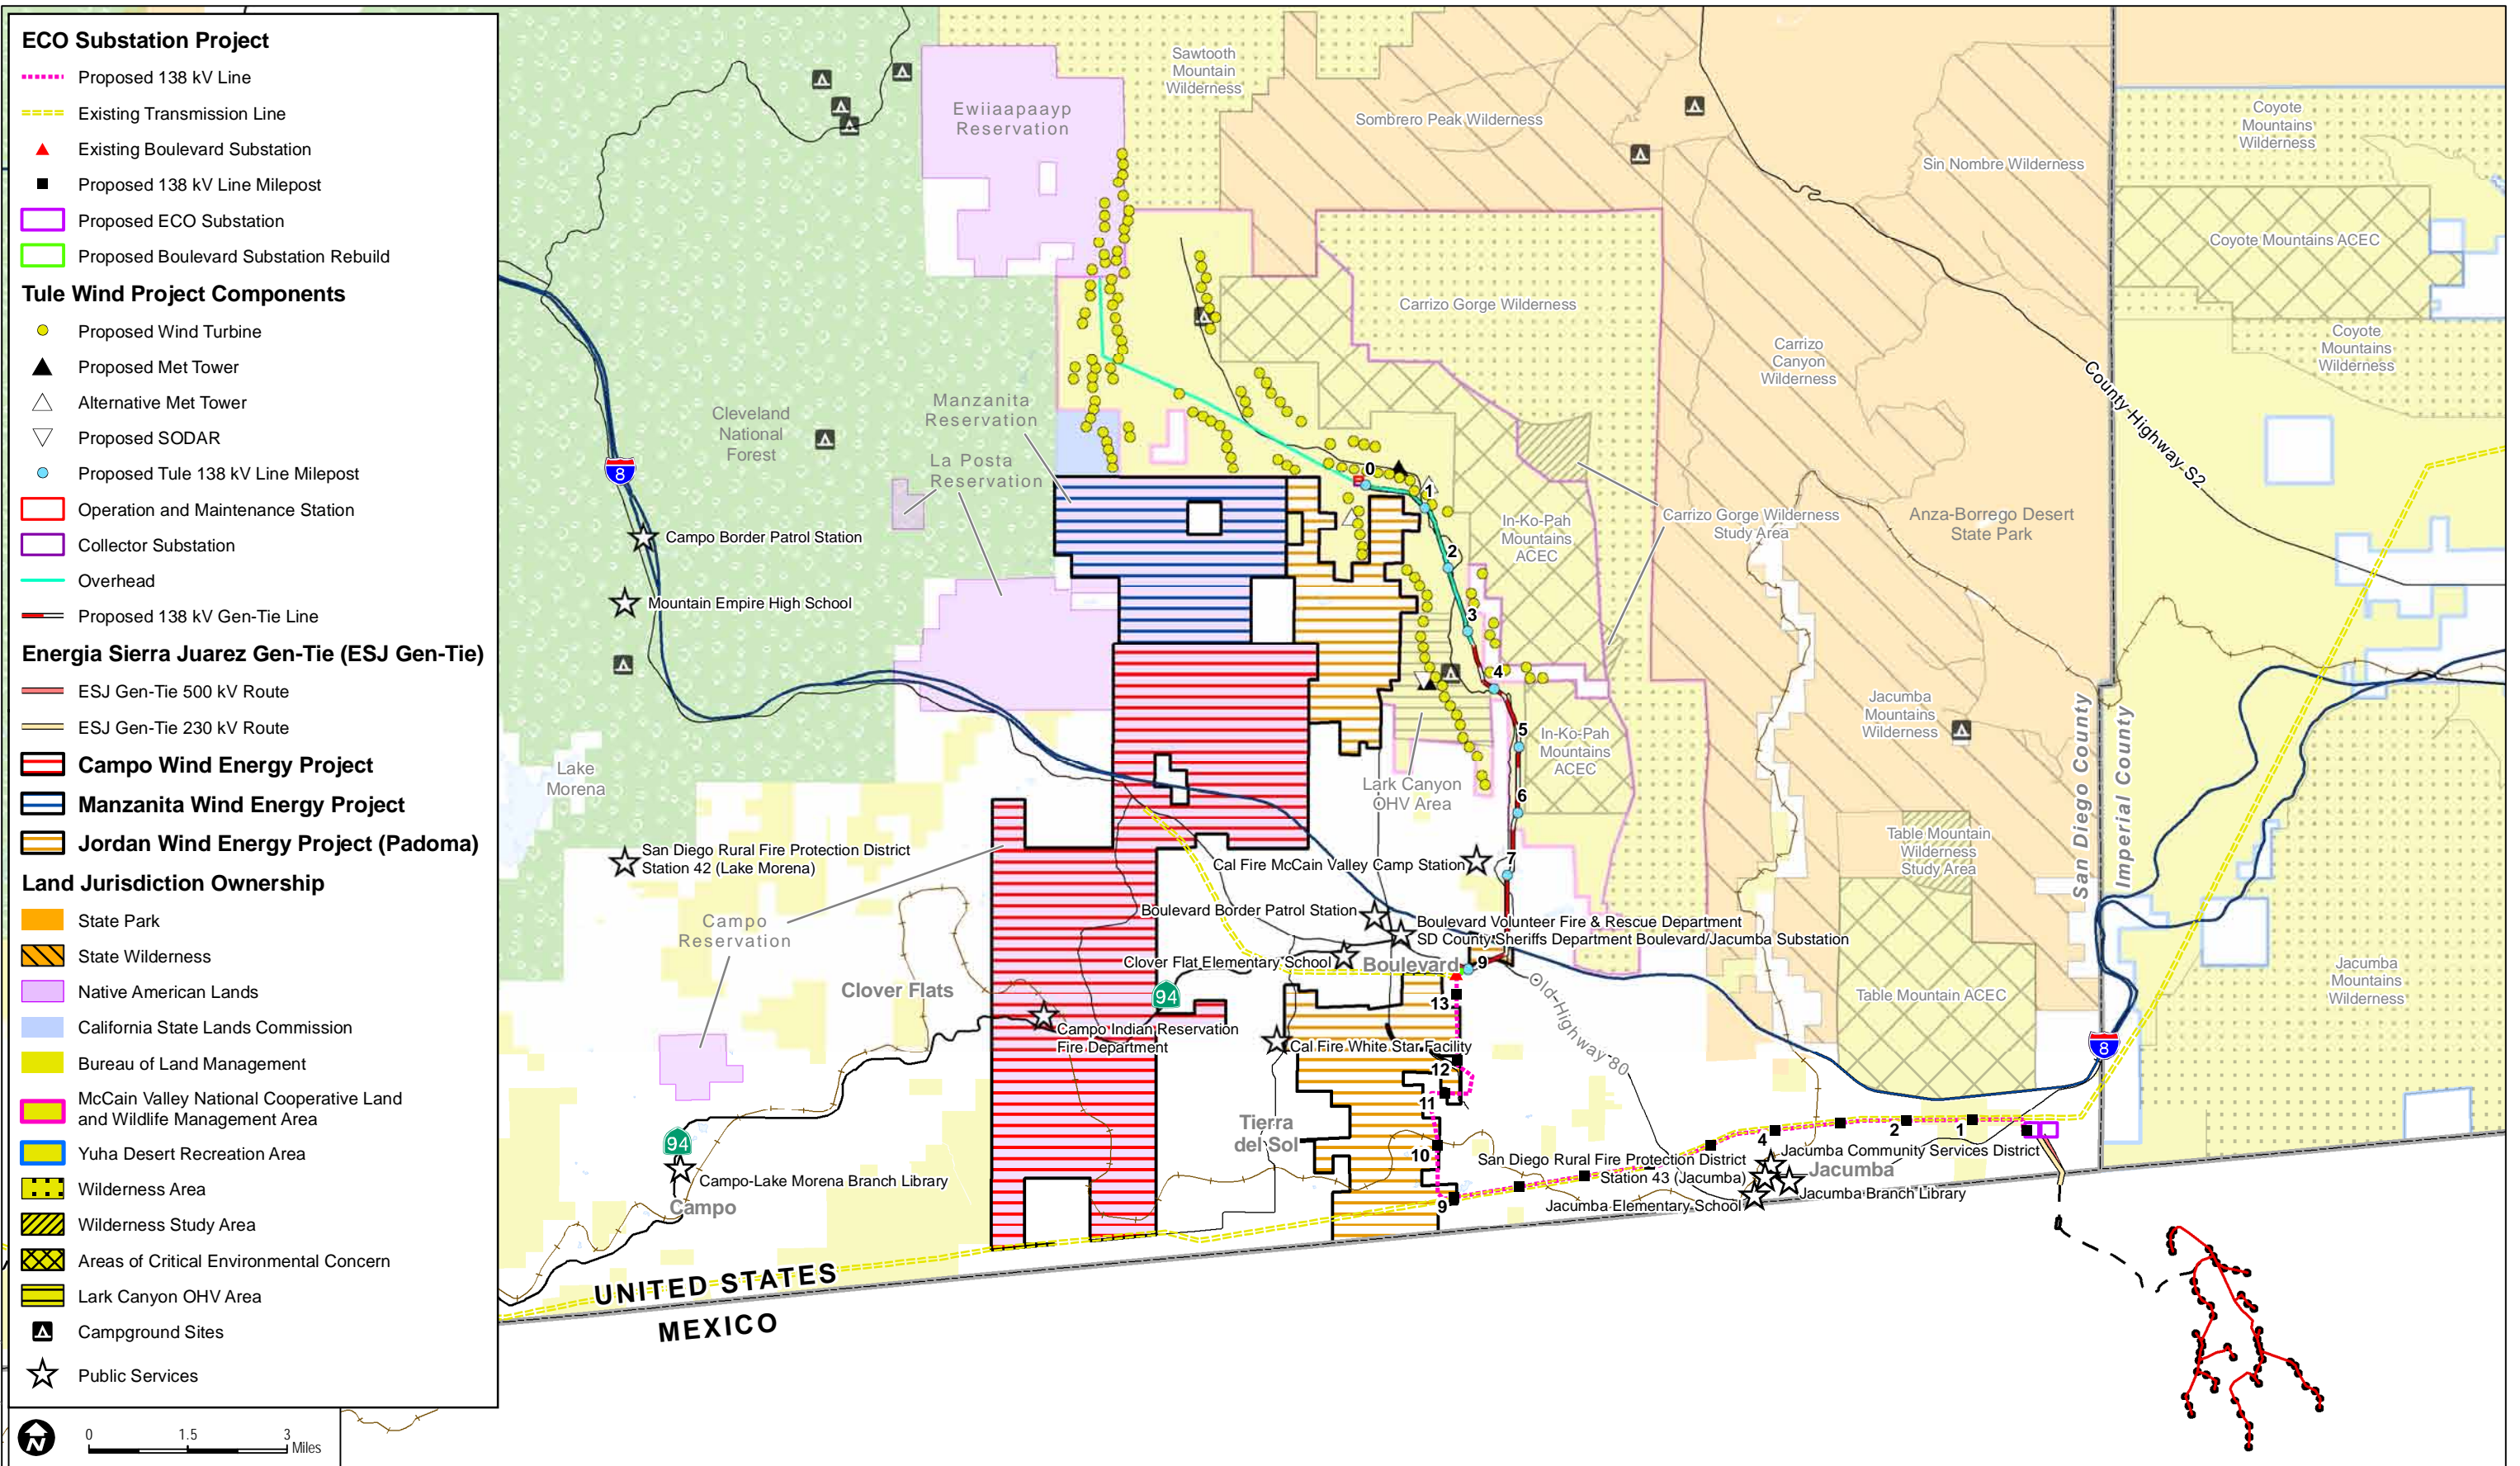 ECO Substation Project
Proposed 138 kV Line
Existing Transmission Line
Existing Boulevard Substation
Proposed 138 kV Line Milepost
Proposed ECO Substation
Proposed Boulevard Substation Rebuild
Tule Wind Project Components
Proposed Wind Turbine
Proposed Met Tower
Alternative Met Tower
Proposed SODAR
Proposed Tule 138 kV Line Milepost
Operation and Maintenance Station
Collector Substation
Overhead
Proposed 138 kV Gen-Tie Line
Energia Sierra Juarez Gen-Tie (ESJ Gen-Tie)
ESJ Gen-Tie 500 kV Route
ESJ Gen-Tie 230 kV Route
Campo Wind Energy Project
Manzanita Wind Energy Project
Jordan Wind Energy Project (Padoma)
Land Jurisdiction Ownership
State Park
State Wilderness
Native American Lands
California State Lands Commission
Bureau of Land Management
McCain Valley National Cooperative Land
and Wildlife Management Area
Yuha Desert Recreation Area
Wilderness Area
Wilderness Study Area
Areas of Critical Environmental Concern
Lark Canyon OHV Area
Campground Sites
Public Services
N
0
1.5
3
Miles
Sawtooth
Mountain
Wilderness
Ewiiaapaayp
Reservation
Sombrero Peak Wilderness
Sin Nombre Wilderness
Coyote
Mountains
Wilderness
Coyote Mountains ACEC
Coyote
Mountains
Wilderness
Carrizo Gorge Wilderness
Carrizo
Canyon
Wilderness
County Highway S2
Cleveland
National
Forest
Manzanita
Reservation
La Posta
Reservation
8
Campo Border Patrol Station
Mountain Empire High School
0
1
2
3
4
5
6
7
9
In-Ko-Pah
Mountains
ACEC
Carrizo Gorge Wilderness
Study Area
Anza-Borrego Desert
State Park
In-Ko-Pah
Mountains
ACEC
Jacumba
Mountains
Wilderness
San Diego County
Imperial County
Lake
Morena
Lark Canyon
OHV Area
Table Mountain
Wilderness
Study Area
San Diego Rural Fire Protection District
Station 42 (Lake Morena)
Cal Fire McCain Valley Camp Station
Campo
Reservation
Boulevard Border Patrol Station
Boulevard Volunteer Fire & Rescue Department
SD County Sheriffs Department Boulevard/Jacumba Substation
Clover Flat Elementary School
Boulevard
Clover Flats
94
Old Highway 80
Table Mountain ACEC
Jacumba
Mountains
Wilderness
13
Campo Indian Reservation
Fire Department
Cal Fire White Star Facility
8
12
11
Tierra
del Sol
10
9
4
2
1
94
Campo-Lake Morena Branch Library
Campo
San Diego Rural Fire Protection District
Station 43 (Jacumba)
Jacumba Community Services District
Jacumba
Jacumba Branch Library
Jacumba Elementary School
UNITED STATES
MEXICO